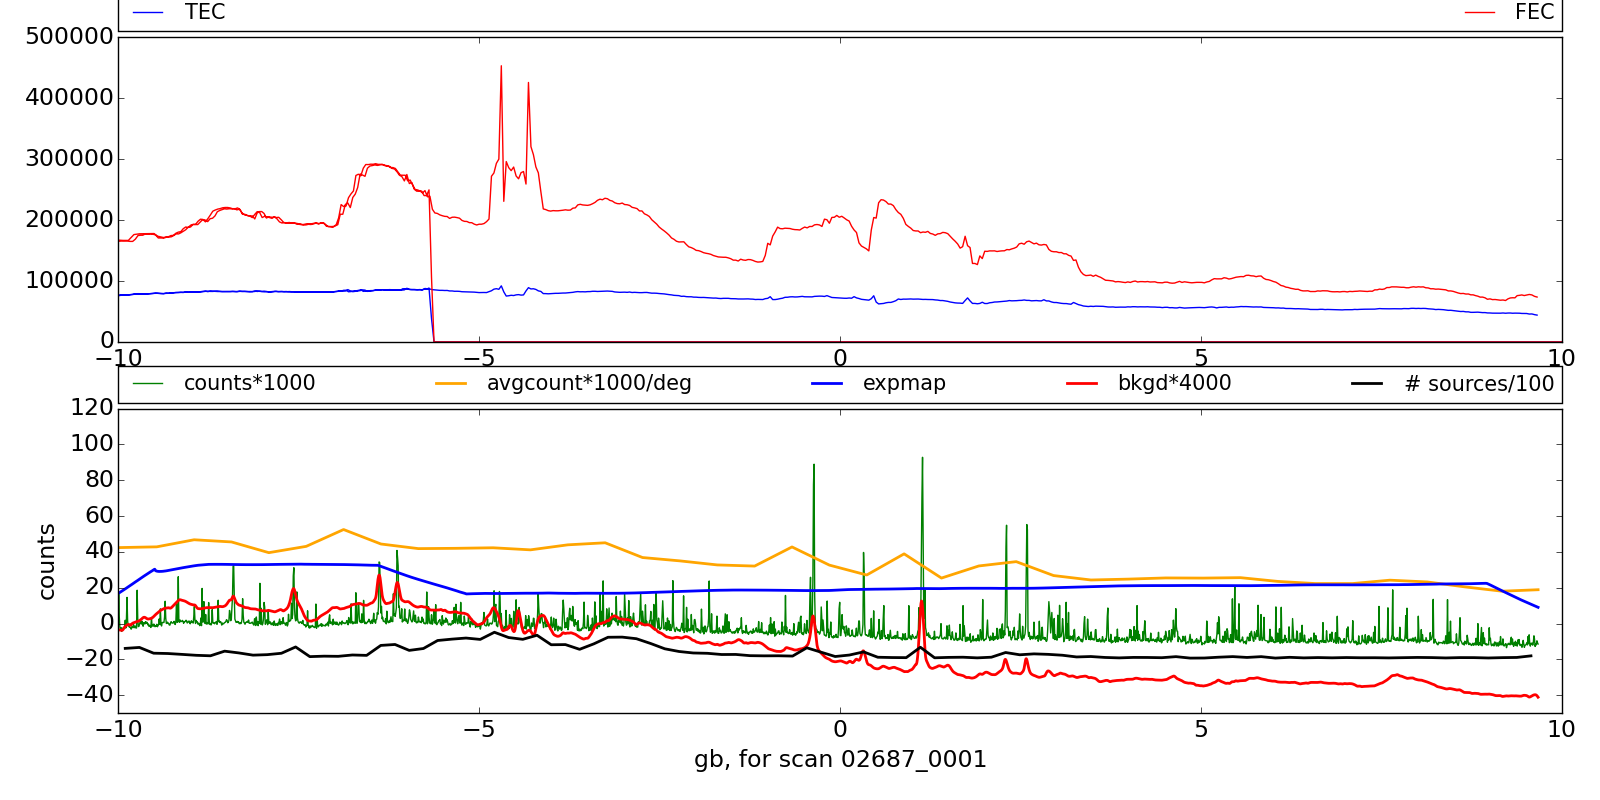 TEC FEC
500000
400000
300000
200000
100000
0
−10 −5 0 5 10
counts*1000 avgcount*1000/deg expmap bkgd*4000 # sources/100
120
100
80
60
40
20
0
−20
−40
counts
−10 −5 0 5 10
gb, for scan 02687_0001